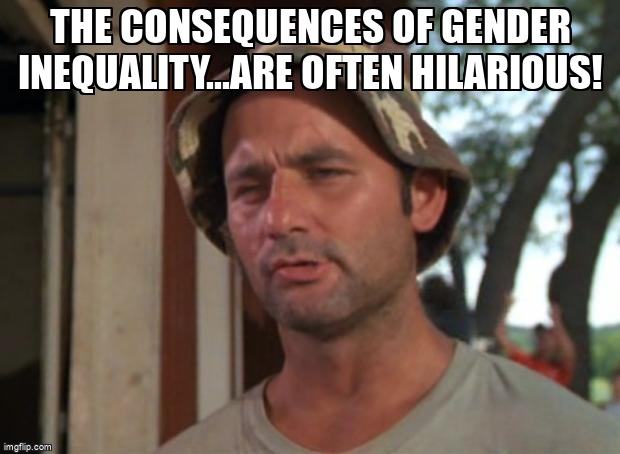 THE CONSEQUENCES OF GENDER
INEQUALITY...ARE OFTEN HILARIOUS!
imgflip.com